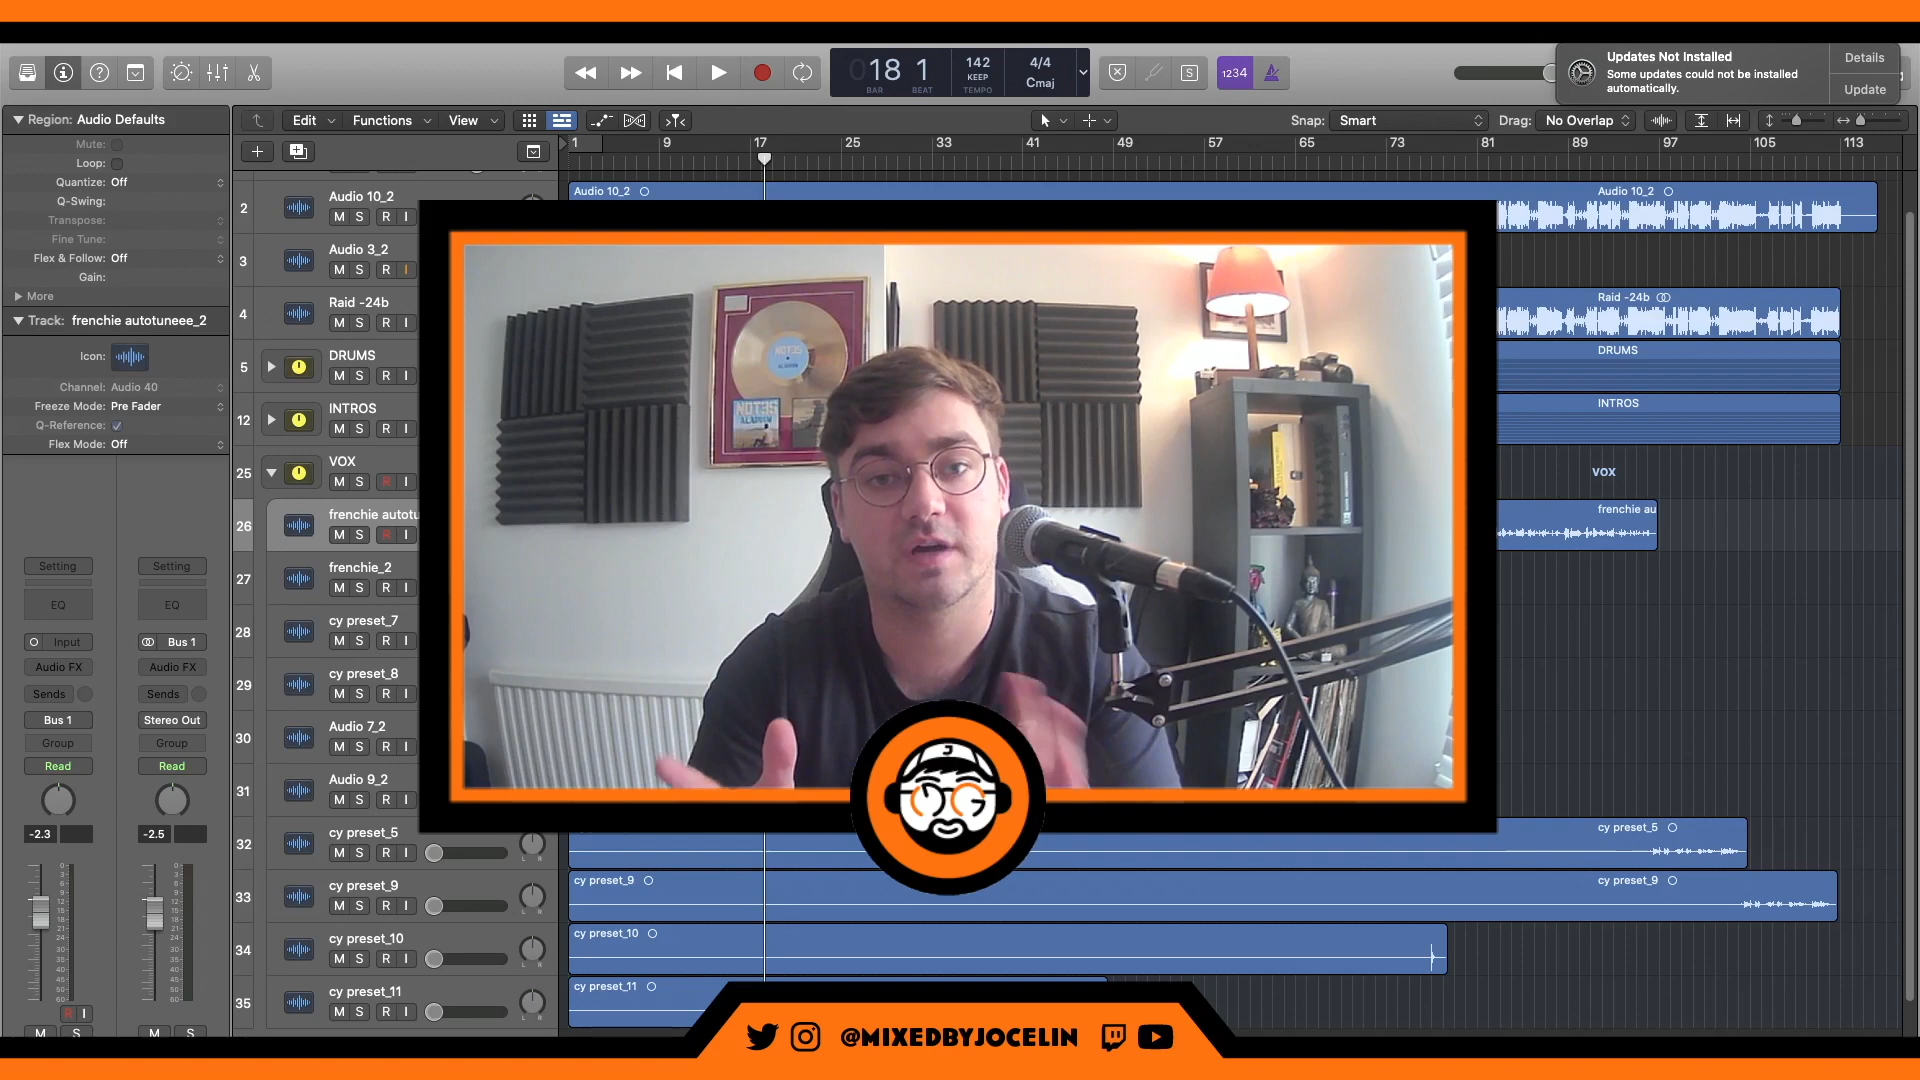 18 1
BAR BEAT
142
KEEP
TEMPO
4/4
Cmaj
S
1234
Updates Not Installed
Some updates could not be installed
automatically.
Details
Update
Region: Audio Defaults
Mute:
Loop:
Quantize: Off
Q-Swing:
Transpose:
Fine Tune:
Flex & Follow: Off
Gain:
More
Track: frenchie autotuneee_2
Icon:
Channel: Audio 40
Freeze Mode: Pre Fader
Q-Reference:
Flex Mode: Off
Edit Functions View
Snap: Smart
Drag: No Overlap
1 9 17 25 33 41 49 57 65 73 81 89 97 105 113
2 Audio 10_2
M S R I
3 Audio 3_2
M S R I
4 Raid -24b
M S R I
5 DRUMS
M S R I
12 INTROS
M S R I
25 VOX
M S R I
26 frenchie autotu
M S R I
27 frenchie_2
M S R I
28 cy preset_7
M S R I
29 cy preset_8
M S R I
30 Audio 7_2
M S R I
31 Audio 9_2
M S R I
32 cy preset_5
M S R I
L R
33 cy preset_9
M S R I
L R
34 cy preset_10
M S R I
L R
35 cy preset_11
M S R I
L R
Audio 10_2
Audio 10_2
Raid -24b
DRUMS
INTROS
VOX
frenchie au
cy preset_5
cy preset_9
cy preset_9
cy preset_10
cy preset_11
Setting Setting
EQ EQ
Input Bus 1
Audio FX Audio FX
Sends Sends
Bus 1 Stereo Out
Group Group
Read Read
-2.3 -2.5
R I
M S M S
NOT3S
J
@MIXEDBYJOCELIN